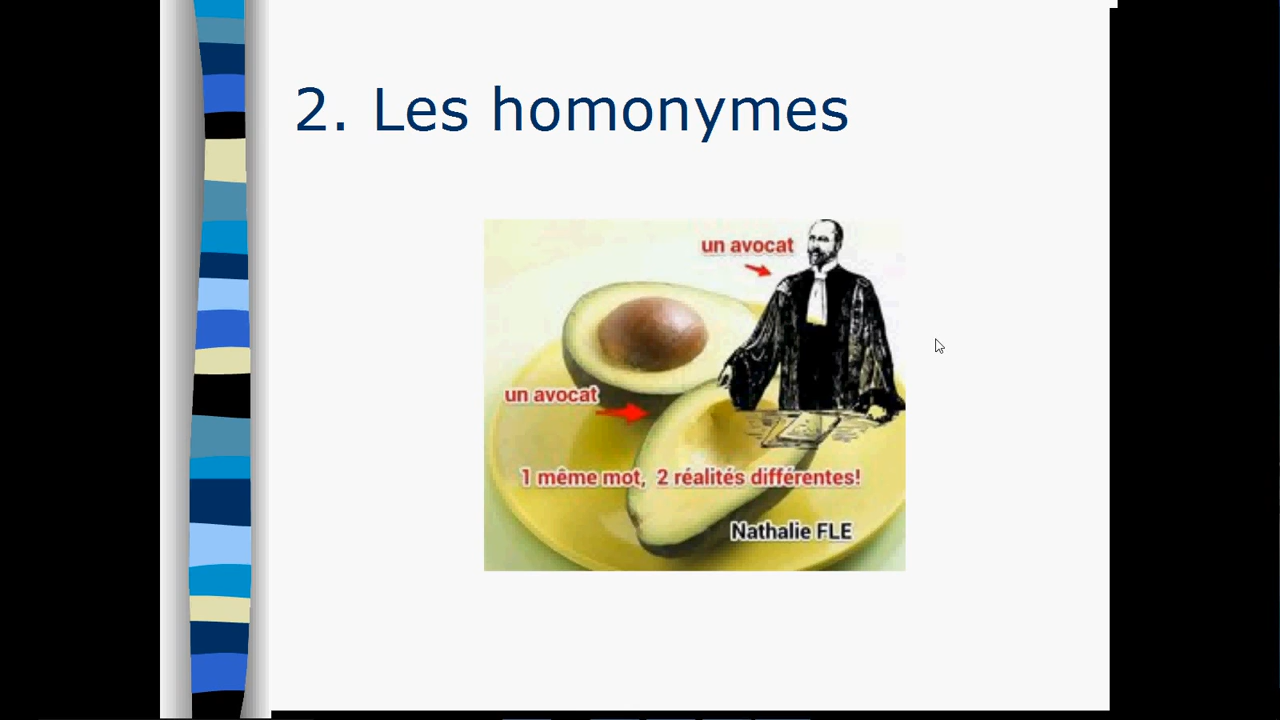 2. Les homonymes
un avocat
un avocat
1 même mot, 2 réalités différentes!
Nathalie FLE